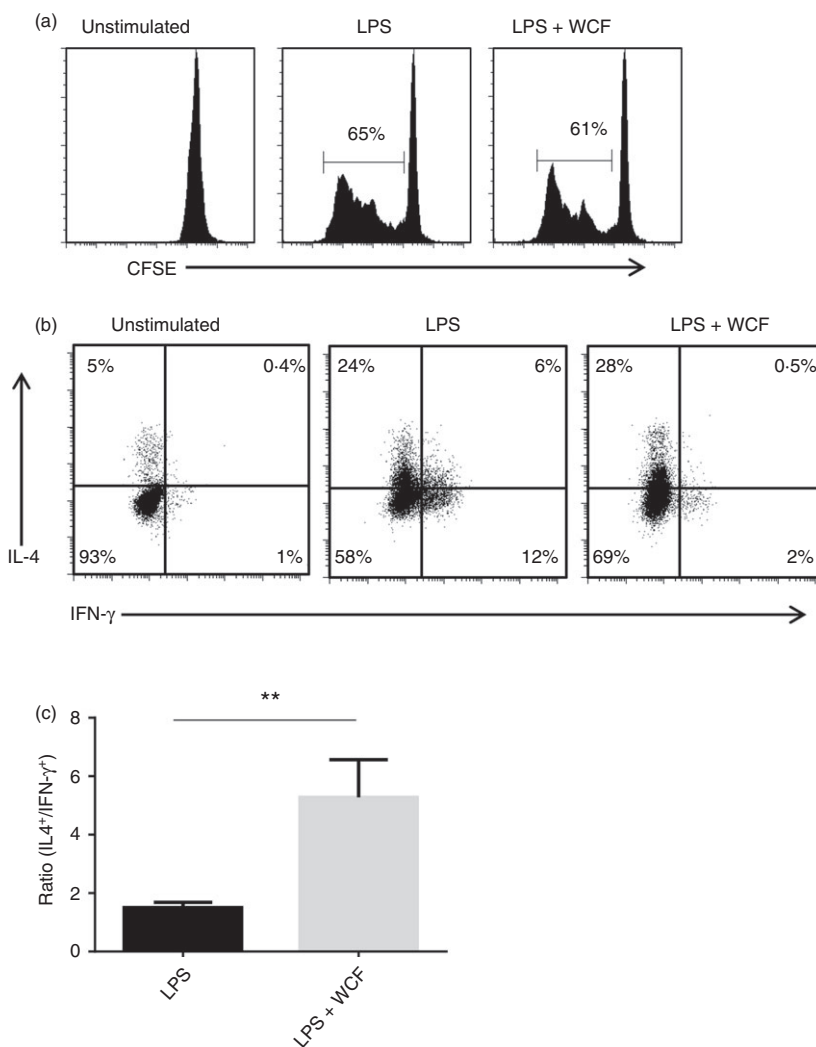 (a)
Unstimulated LPS LPS + WCF
65% 61%
CFSE
(b)
Unstimulated LPS LPS + WCF
5% 0·4% 24% 6% 28% 0·5%
IL-4
93% 1% 58% 12% 69% 2%
IFN-γ
(c)
**
8
6
4
2
0
Ratio (IL4⁺/IFN-γ⁺)
LPS
LPS + WCF